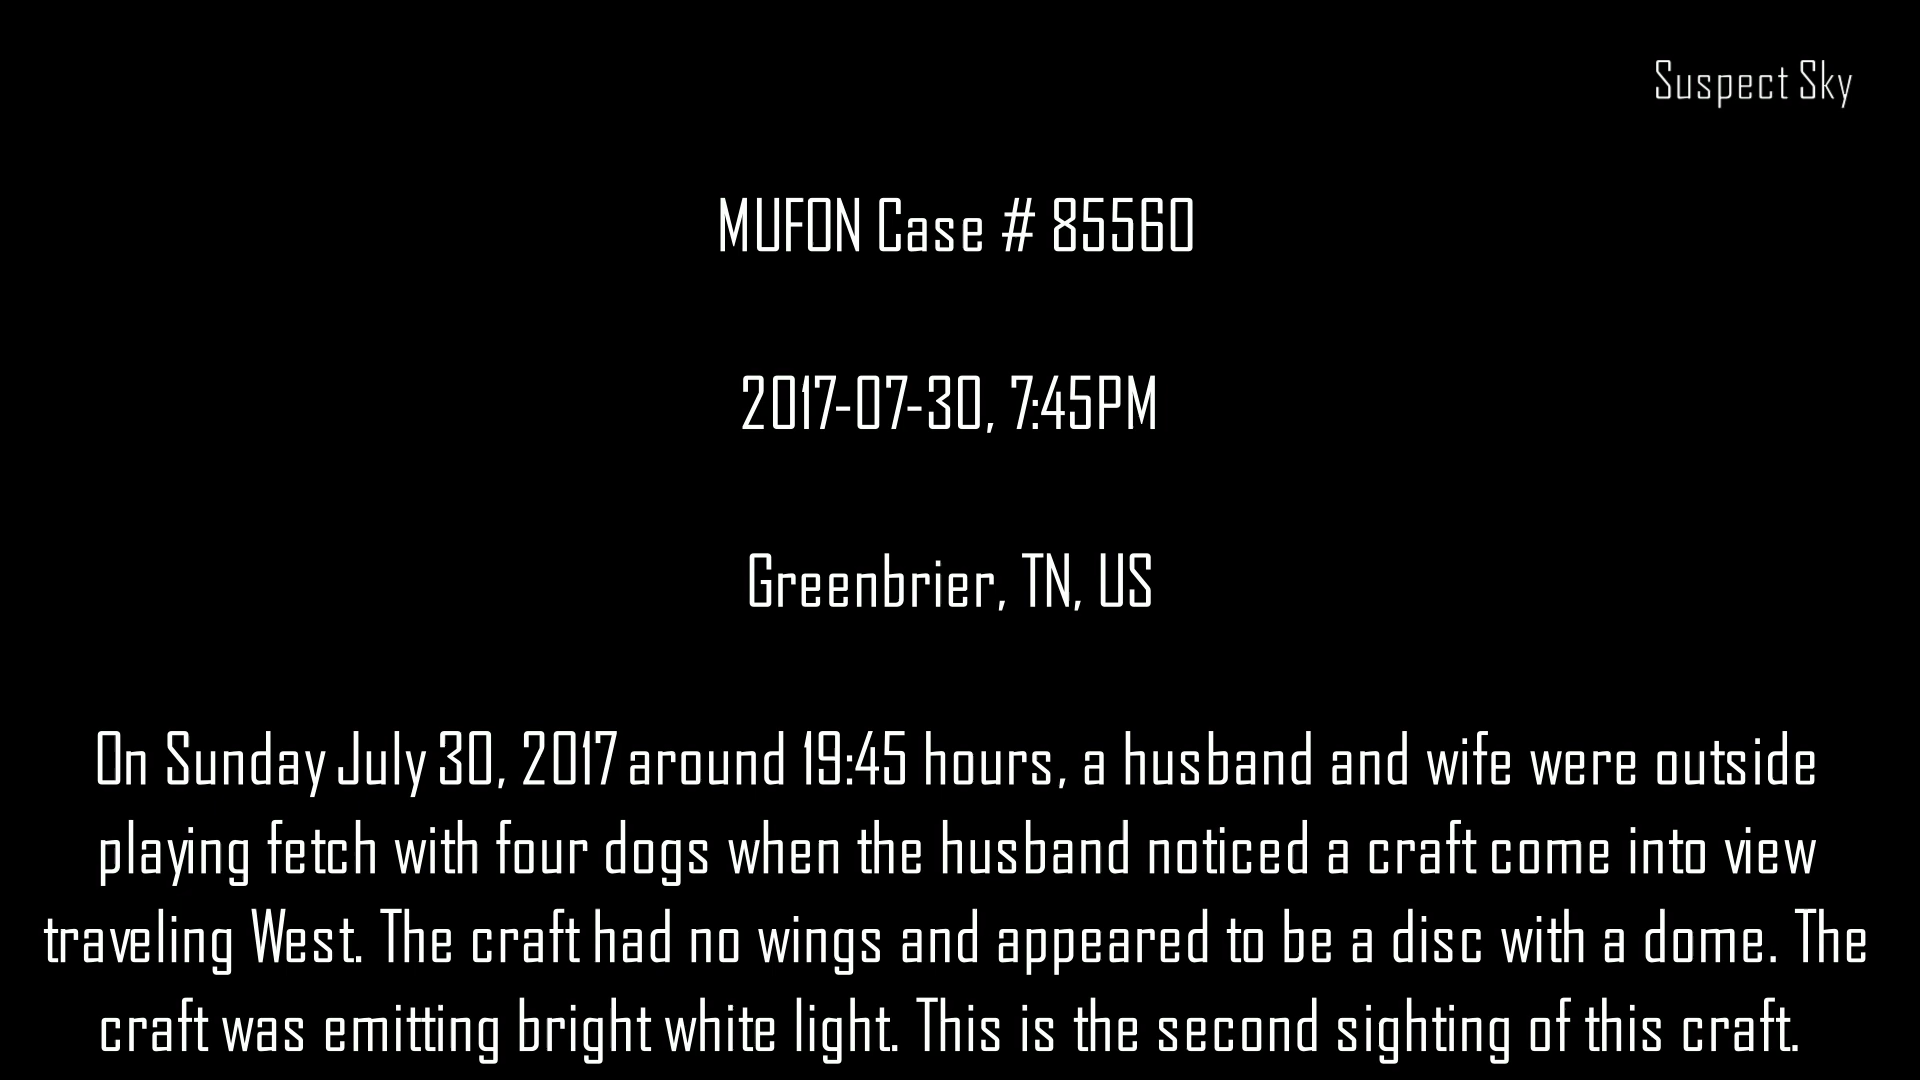 Suspect Sky
MUFON Case # 85560
2017-07-30, 7:45PM
Greenbrier, TN, US
On Sunday July 30, 2017 around 19:45 hours, a husband and wife were outside
playing fetch with four dogs when the husband noticed a craft come into view
traveling West. The craft had no wings and appeared to be a disc with a dome. The
craft was emitting bright white light. This is the second sighting of this craft.